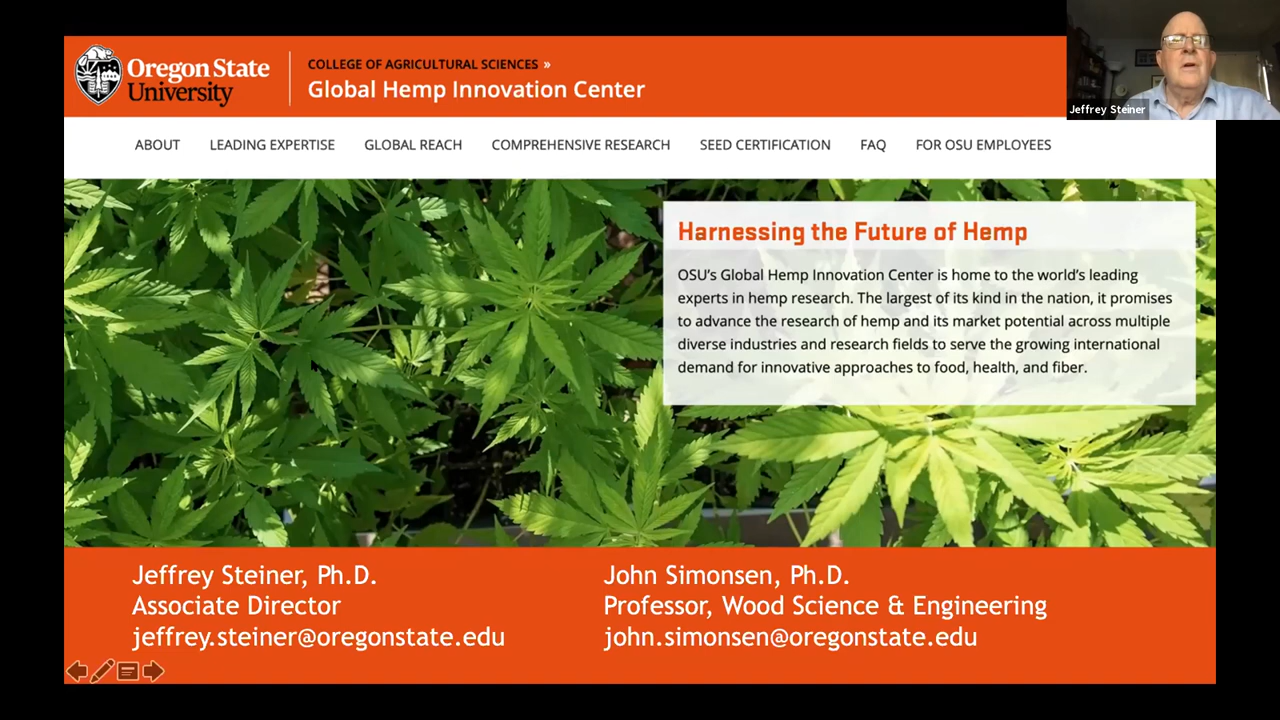 Oregon State
University
COLLEGE OF AGRICULTURAL SCIENCES »
Global Hemp Innovation Center
Jeffrey Steiner
ABOUT LEADING EXPERTISE GLOBAL REACH COMPREHENSIVE RESEARCH SEED CERTIFICATION FAQ FOR OSU EMPLOYEES
Harnessing the Future of Hemp
OSU's Global Hemp Innovation Center is home to the world's leading
experts in hemp research. The largest of its kind in the nation, it promises
to advance the research of hemp and its market potential across multiple
diverse industries and research fields to serve the growing international
demand for innovative approaches to food, health, and fiber.
Jeffrey Steiner, Ph.D.
Associate Director
jeffrey.steiner@oregonstate.edu
John Simonsen, Ph.D.
Professor, Wood Science & Engineering
john.simonsen@oregonstate.edu